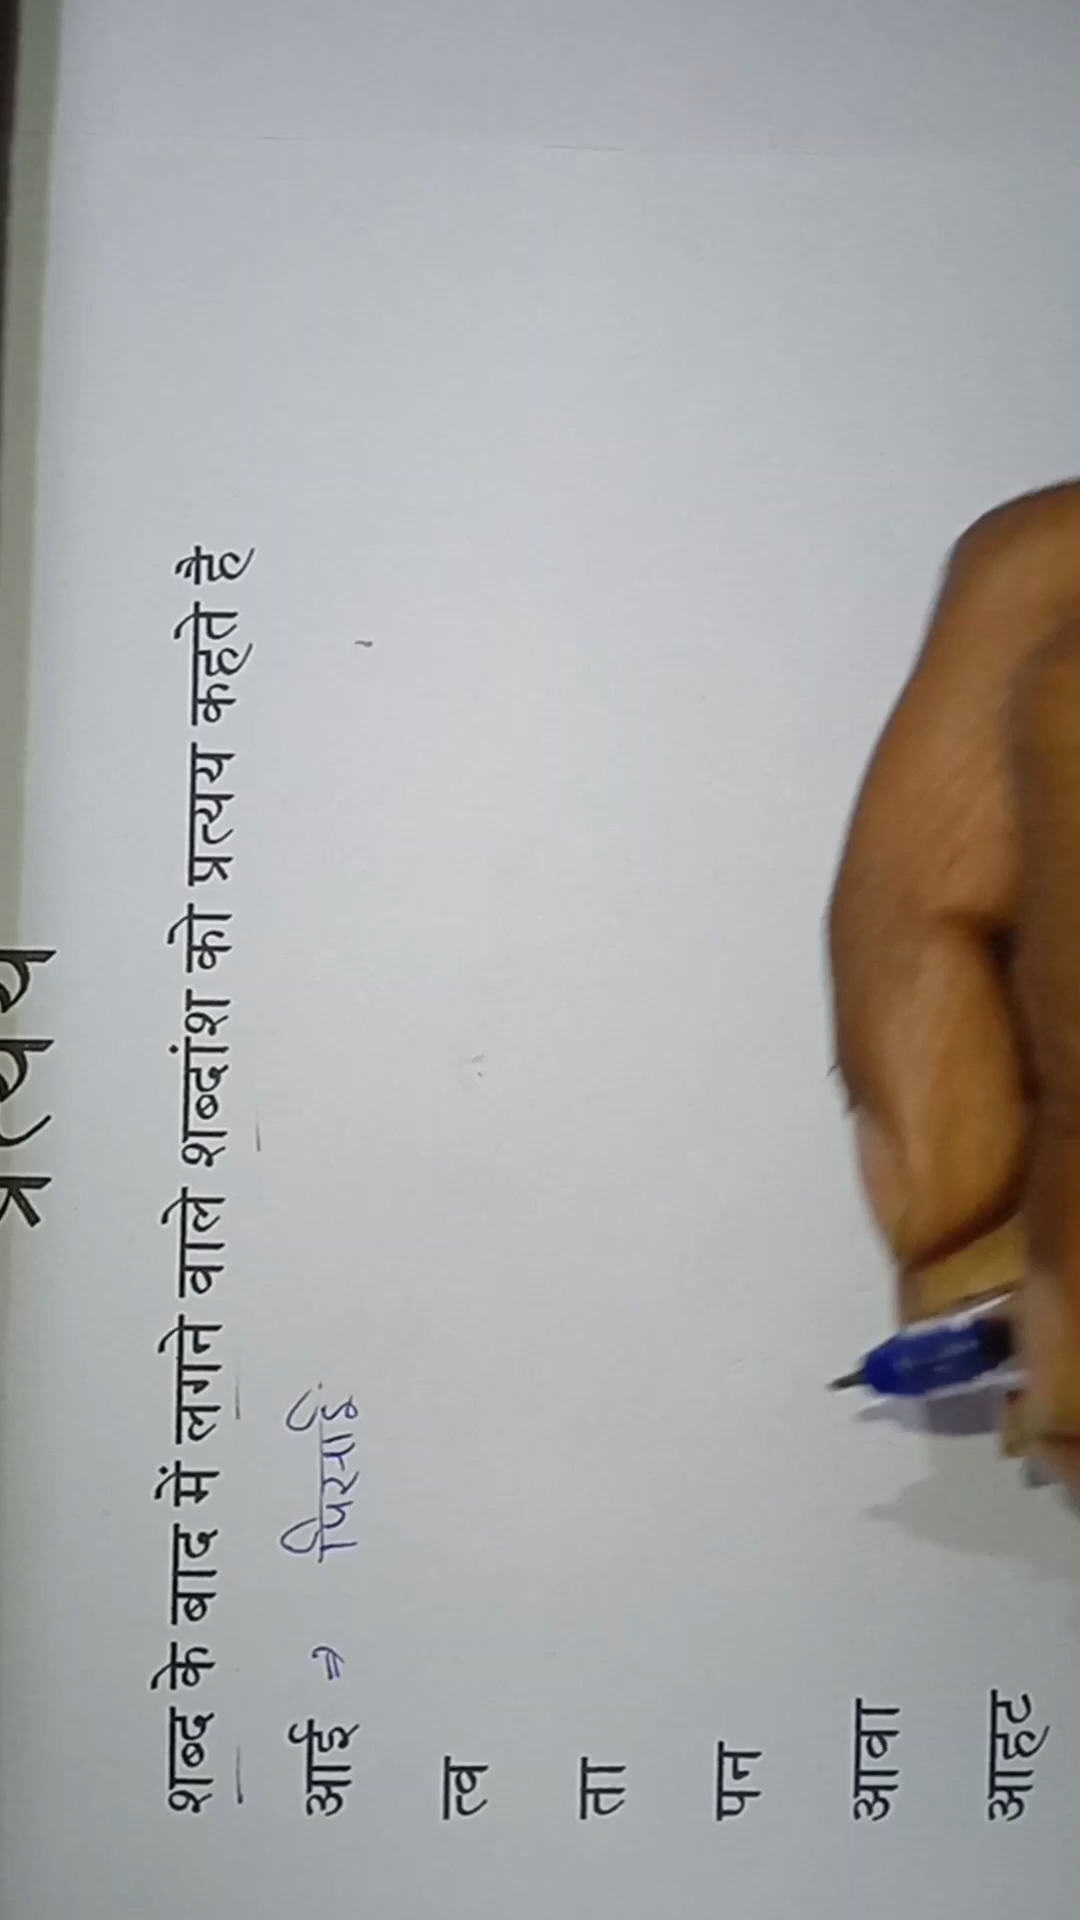 प्रत्यय
शब्द के बाद में लगने वाले शब्दांश को प्रत्यय कहते है
आई ⇒
त्व
ता
पन
आवा
आहट